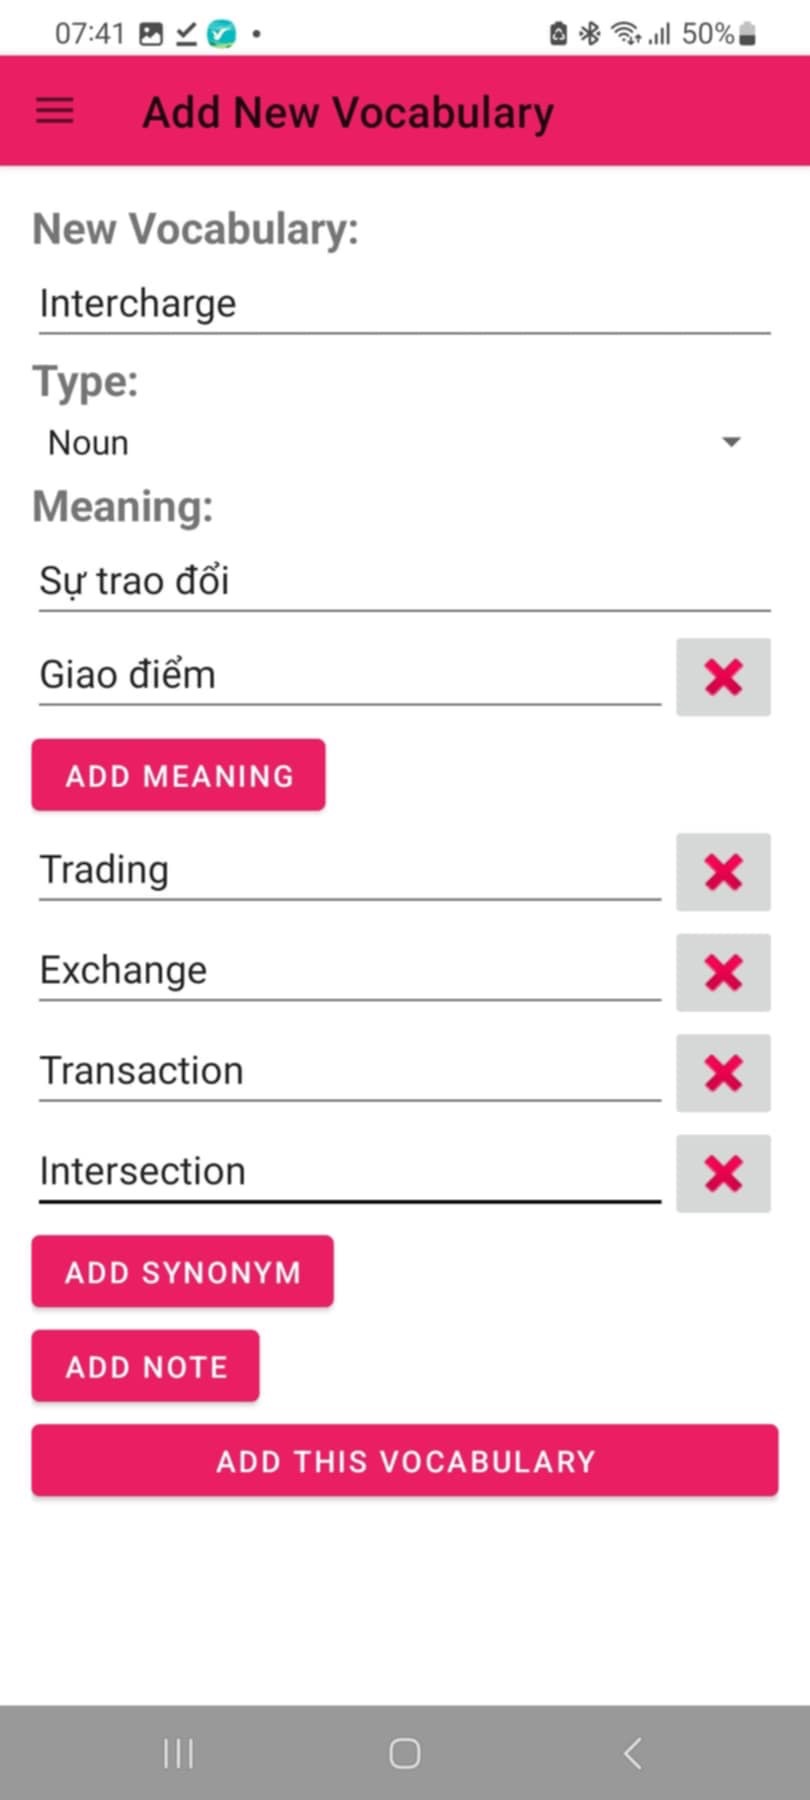 07:41
50%
Add New Vocabulary
New Vocabulary:
Intercharge
Type:
Noun
Meaning:
Sự trao đổi
Giao điểm
ADD MEANING
Trading
Exchange
Transaction
Intersection
ADD SYNONYM
ADD NOTE
ADD THIS VOCABULARY